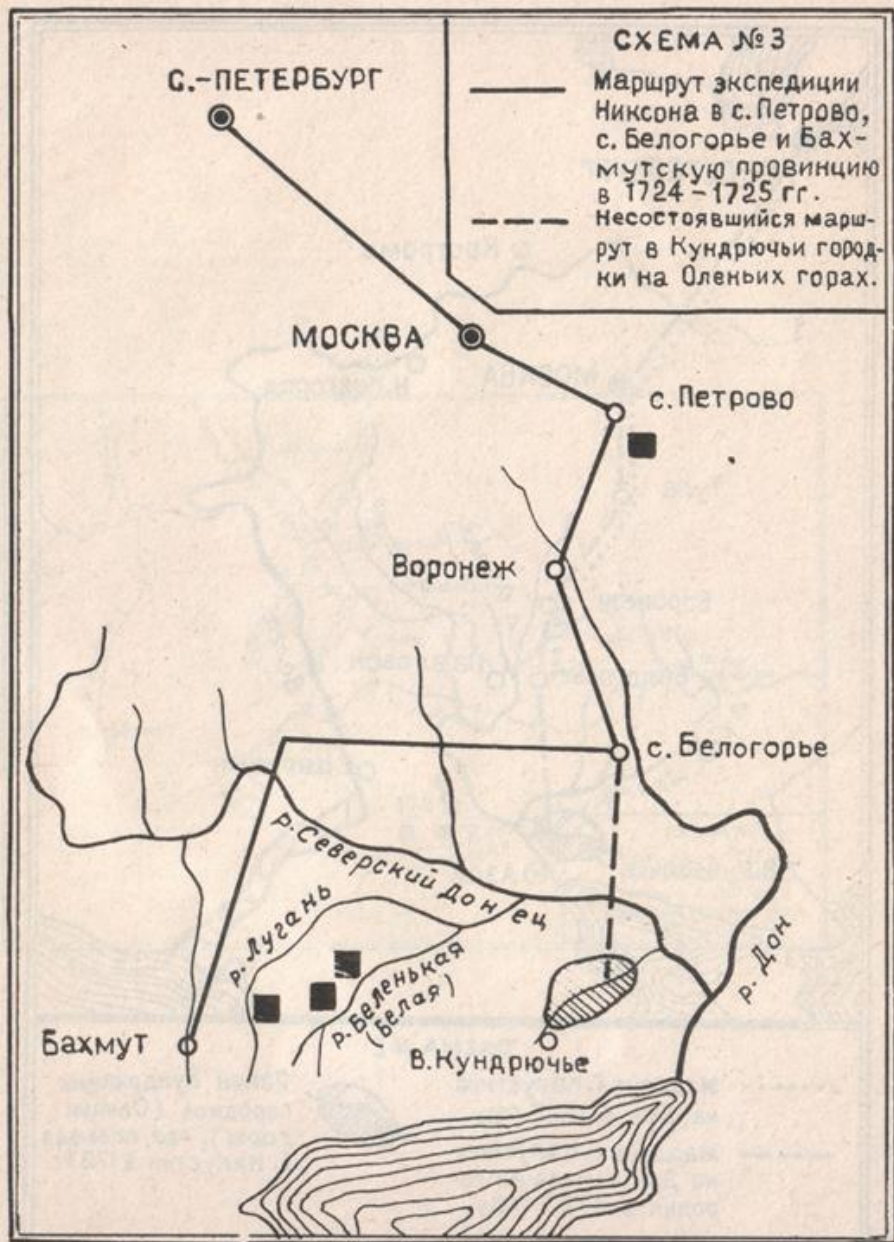 СХЕМА №3
Маршрут экспедиции
Никсона в с. Петрово,
с. Белогорье и Бах-
мутскую провинцию
в 1724 – 1725 гг.
Несостоявшийся марш-
рут в Кундрючьи город-
ки на Оленьих горах.
С.-ПЕТЕРБУРГ
МОСКВА
с. Петрово
Воронеж
с. Белогорье
р. Северский Донец
р. Лугань
р. Беленькая
(Белая)
р. Дон
Бахмут
В. Кундрючье